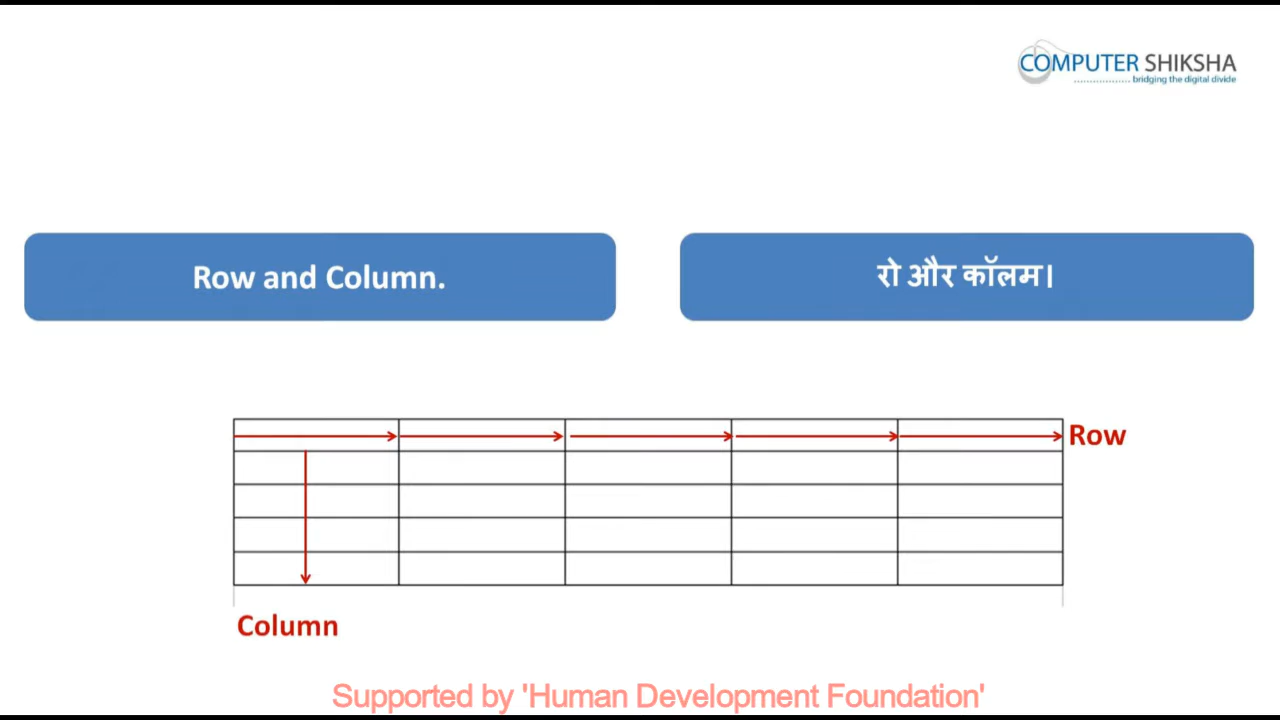 COMPUTER SHIKSHA
bridging the digital divide
Row and Column.
रो और कॉलम।
Row
Column
Supported by 'Human Development Foundation'